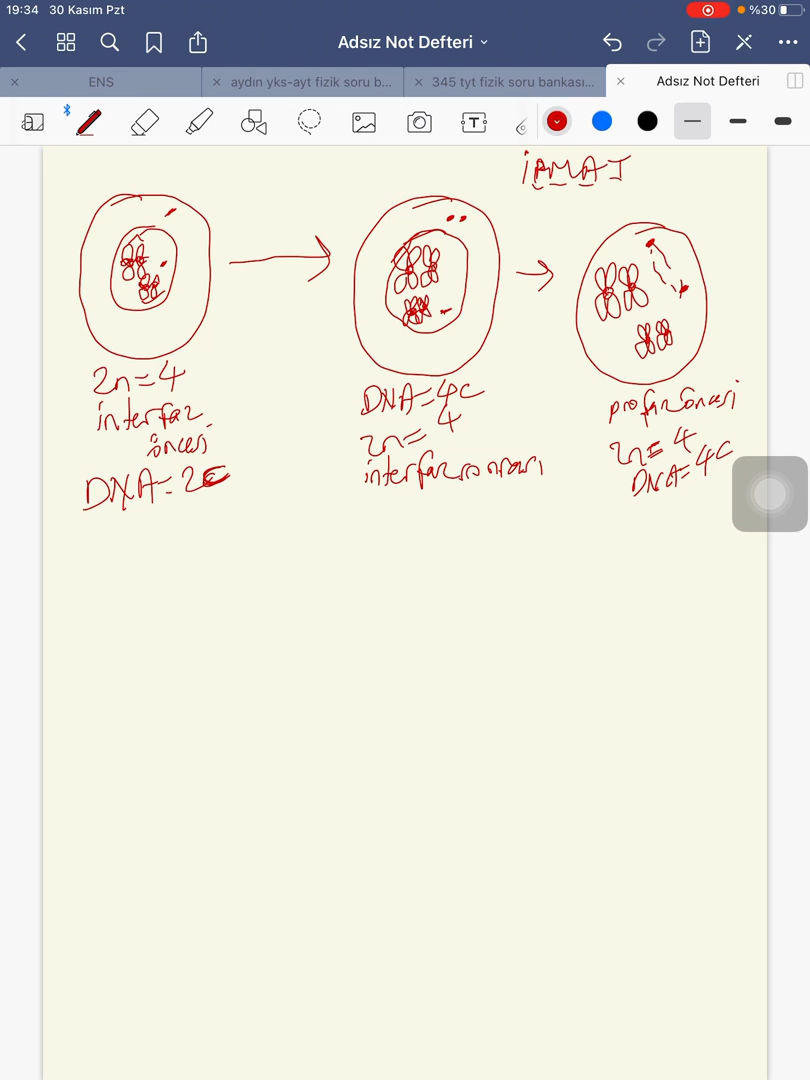 19:34 30 Kasım Pzt
%30
Adsız Not Defteri
ENS
aydın yks-ayt fizik soru b...
345 tyt fizik soru bankası...
Adsız Not Defteri
T
İPMAT
2n=4
interfaz
öncesi
DNA=2C
DNA=4C
2n=4
interfaz sonrası
profaz öncesi
2n=4
DNA=4C